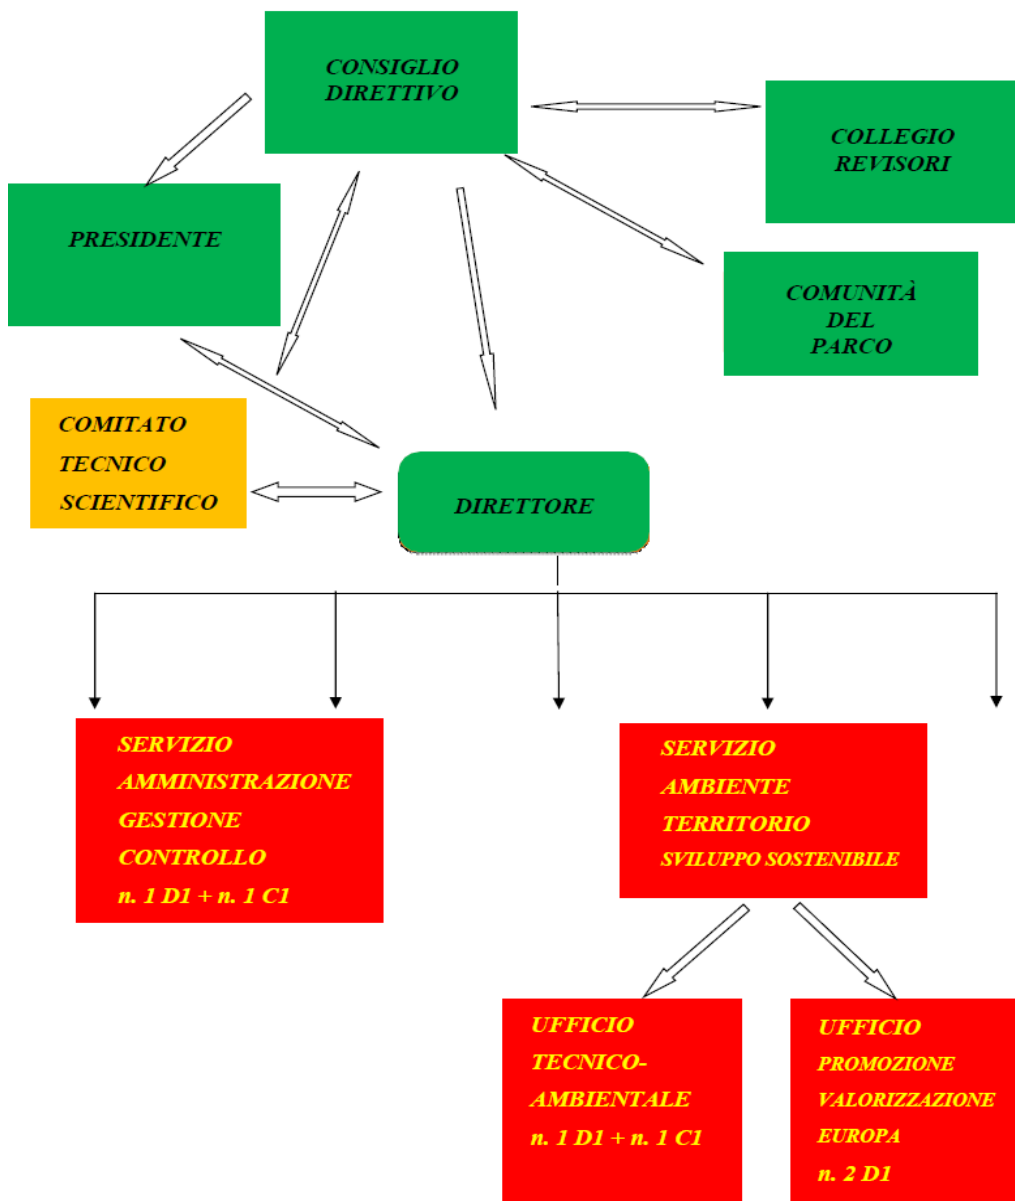 CONSIGLIO
DIRETTIVO
COLLEGIO
REVISORI
PRESIDENTE
COMUNITÀ
DEL
PARCO
COMITATO
TECNICO
SCIENTIFICO
DIRETTORE
SERVIZIO
AMMINISTRAZIONE
GESTIONE
CONTROLLO
n. 1 D1 + n. 1 C1
SERVIZIO
AMBIENTE
TERRITORIO
SVILUPPO SOSTENIBILE
UFFICIO
TECNICO-
AMBIENTALE
n. 1 D1 + n. 1 C1
UFFICIO
PROMOZIONE
VALORIZZAZIONE
EUROPA
n. 2 D1